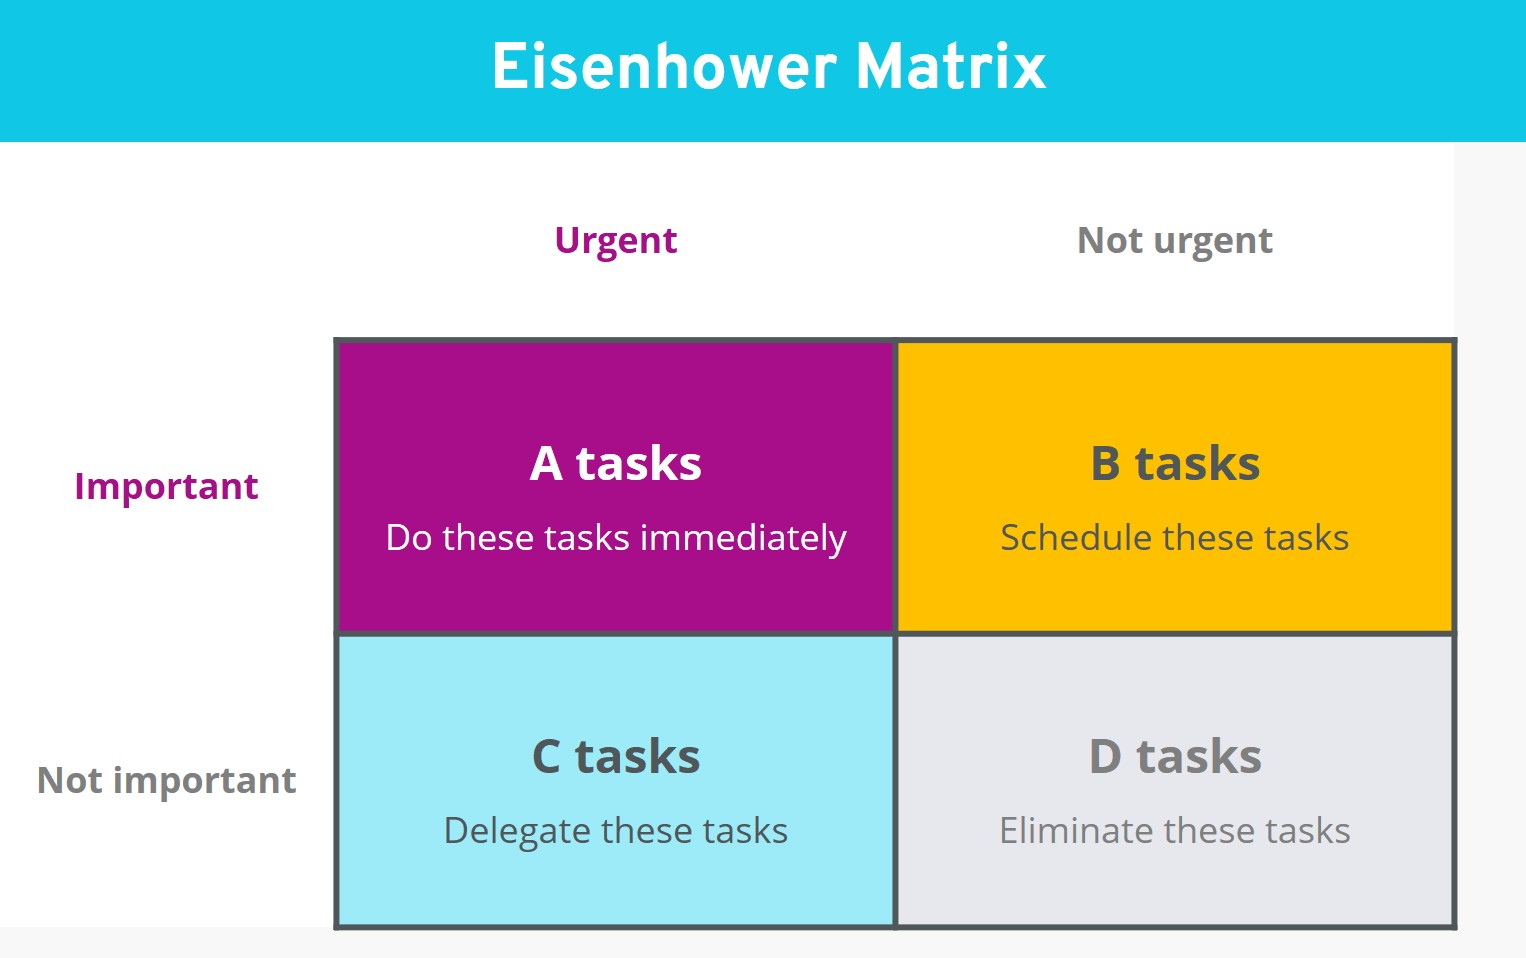 Eisenhower Matrix
Urgent
Not urgent
Important
A tasks
Do these tasks immediately
B tasks
Schedule these tasks
Not important
C tasks
Delegate these tasks
D tasks
Eliminate these tasks